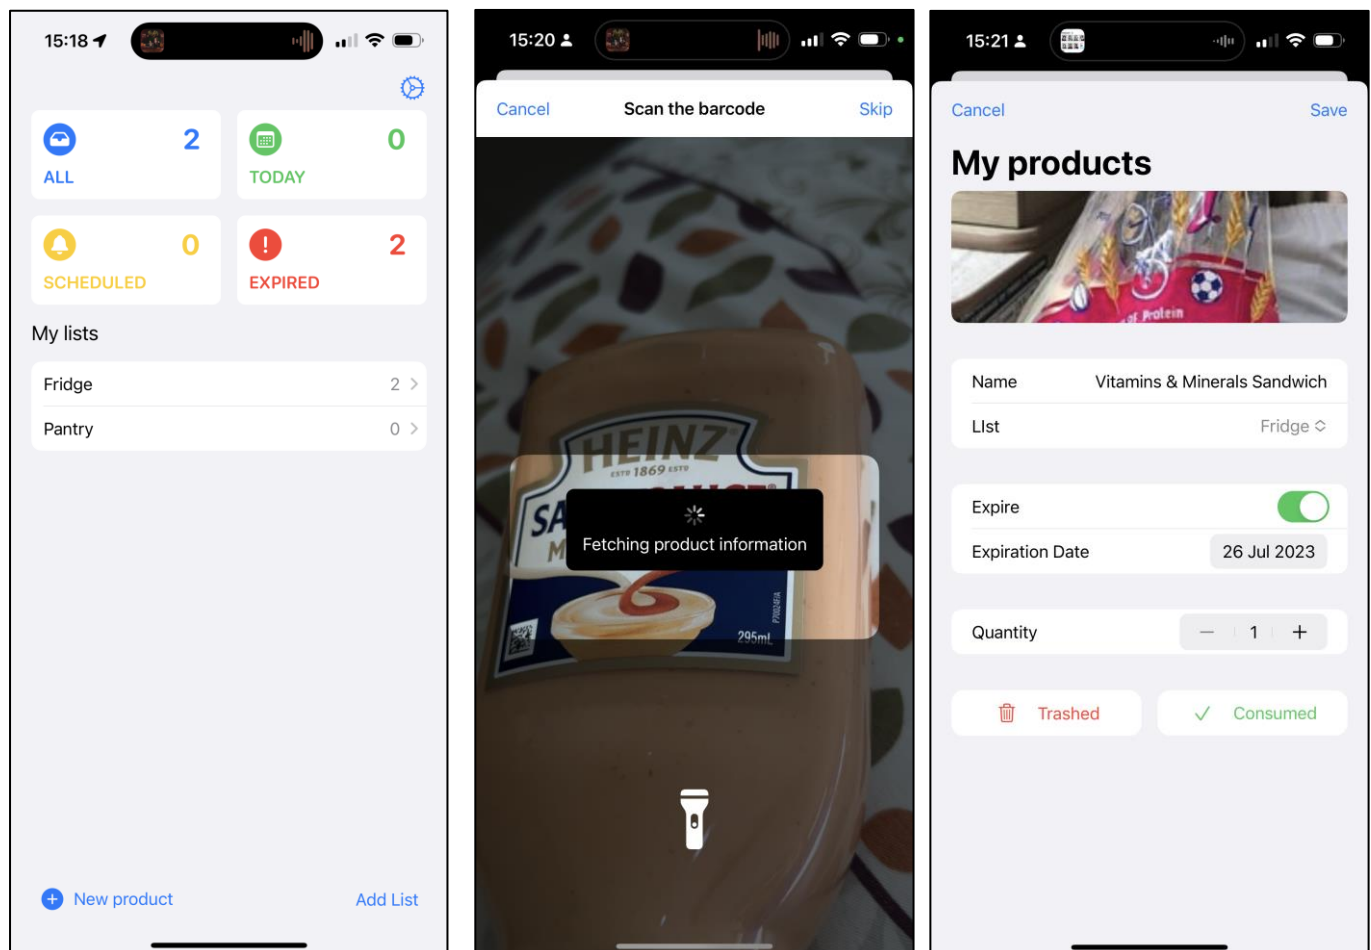 15:18
2
ALL
0
TODAY
0
SCHEDULED
2
EXPIRED
My lists
Fridge 2
Pantry 0
New product
Add List
15:20
Cancel
Scan the barcode
Skip
HEINZ
ESTD 1869 ESTD
SA
M
Fetching product information
P70024F/A
295mL
15:21
Cancel
Save
My products
of Protein
Name Vitamins & Minerals Sandwich
LIst Fridge
Expire
Expiration Date 26 Jul 2023
Quantity 1
Trashed
Consumed